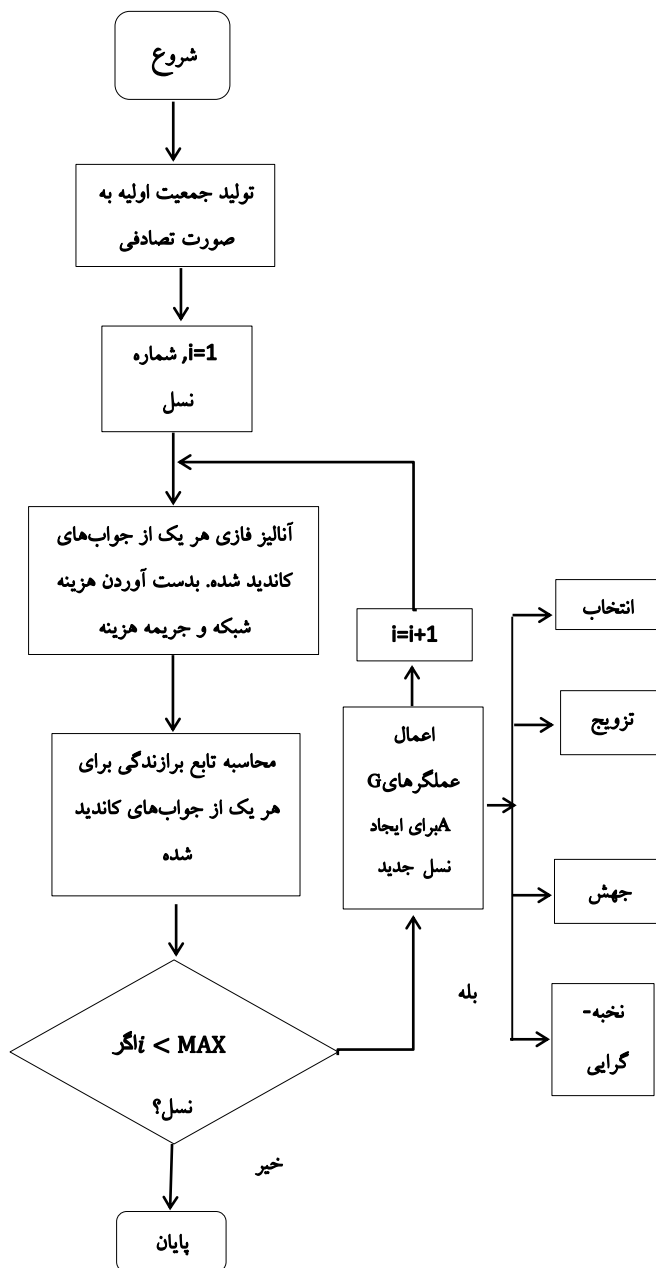 شروع
تولید جمعیت اولیه به
صورت تصادفی
i=1, شماره
نسل
آنالیز فازی هر یک از جواب‌های
کاندید شده. بدست آوردن هزینه
شبکه و جریمه هزینه
محاسبه تابع برازندگی برای
هر یک از جواب‌های کاندید
شده
اگر i < MAX
نسل؟
بله
خیر
پایان
اعمال
عملگرهایG
Aبرای ایجاد
نسل جدید
i=i+1
انتخاب
تزویج
جهش
نخبه-
گرایی